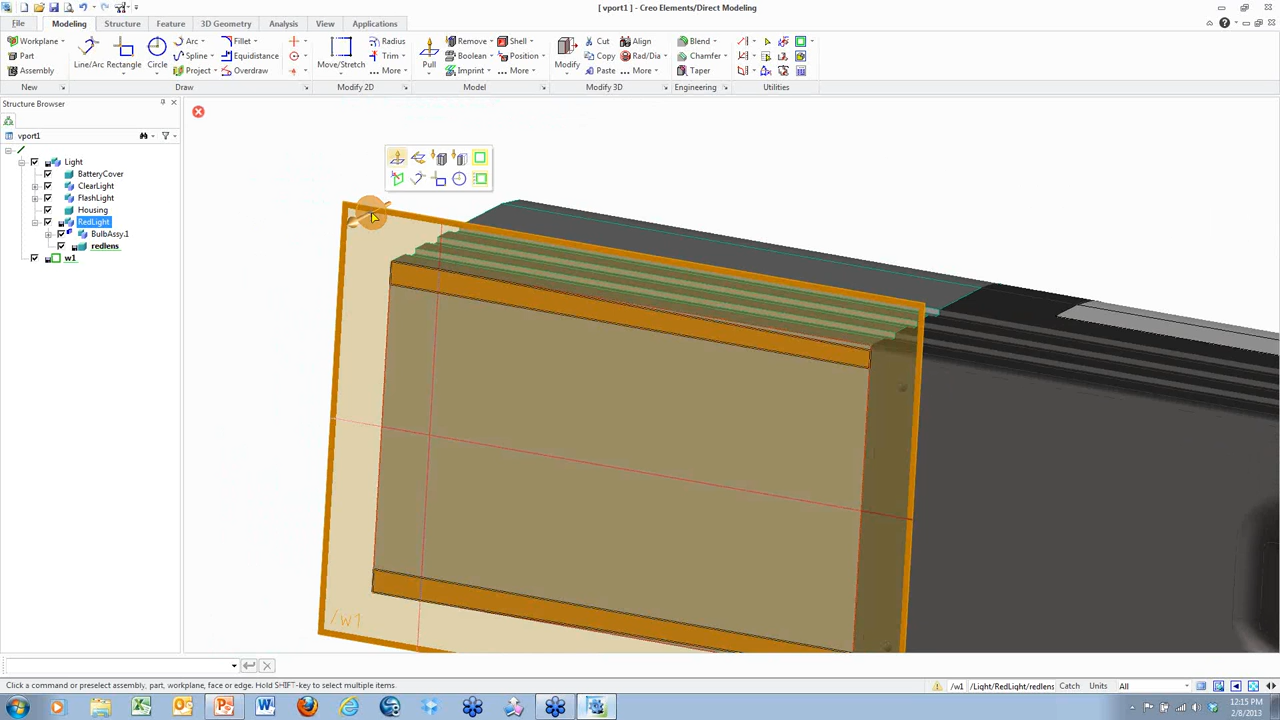 [ vport1 ] - Creo Elements/Direct Modeling
File Modeling Structure Feature 3D Geometry Analysis View Applications
Workplane Arc Fillet Radius Remove Shell Cut Align Blend
Part Line/Arc Rectangle Circle Spline Equidistance Move/Stretch Trim Pull Boolean Position Modify Copy Rad/Dia Chamfer
Assembly Project Overdraw More Imprint More Paste More Taper
New Draw Modify 2D Model Modify 3D Engineering Utilities
Structure Browser
vport1
Light
BatteryCover
ClearLight
FlashLight
Housing
RedLight
BulbAssy.1
redlens
w1
/w1
Click a command or preselect assembly, part, workplane, face or edge. Hold SHIFT-key to select multiple items.
/w1 /Light/RedLight/redlens Catch Units All
12:15 PM
2/8/2013